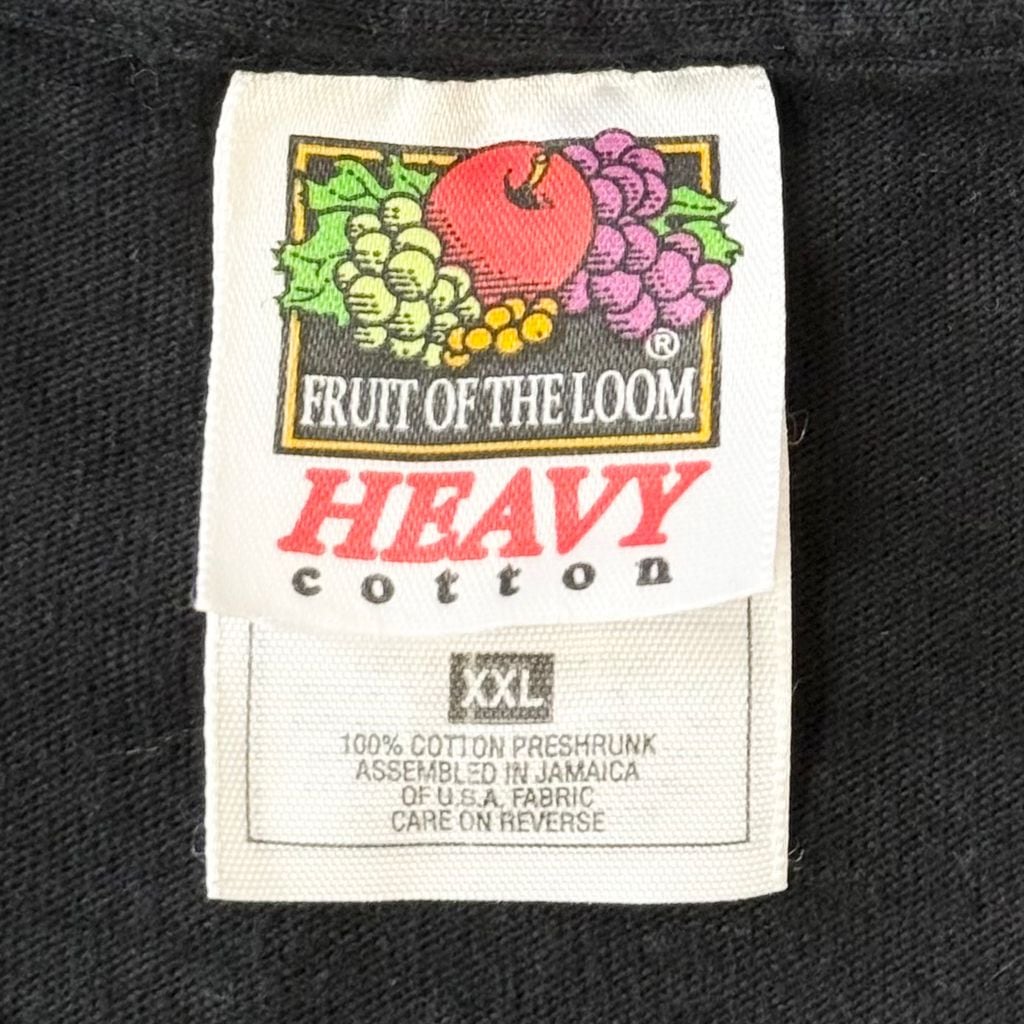 ®
FRUIT OF THE LOOM
HEAVY
cotton
XXL
100% COTTON PRESHRUNK
ASSEMBLED IN JAMAICA
OF U.S.A. FABRIC
CARE ON REVERSE